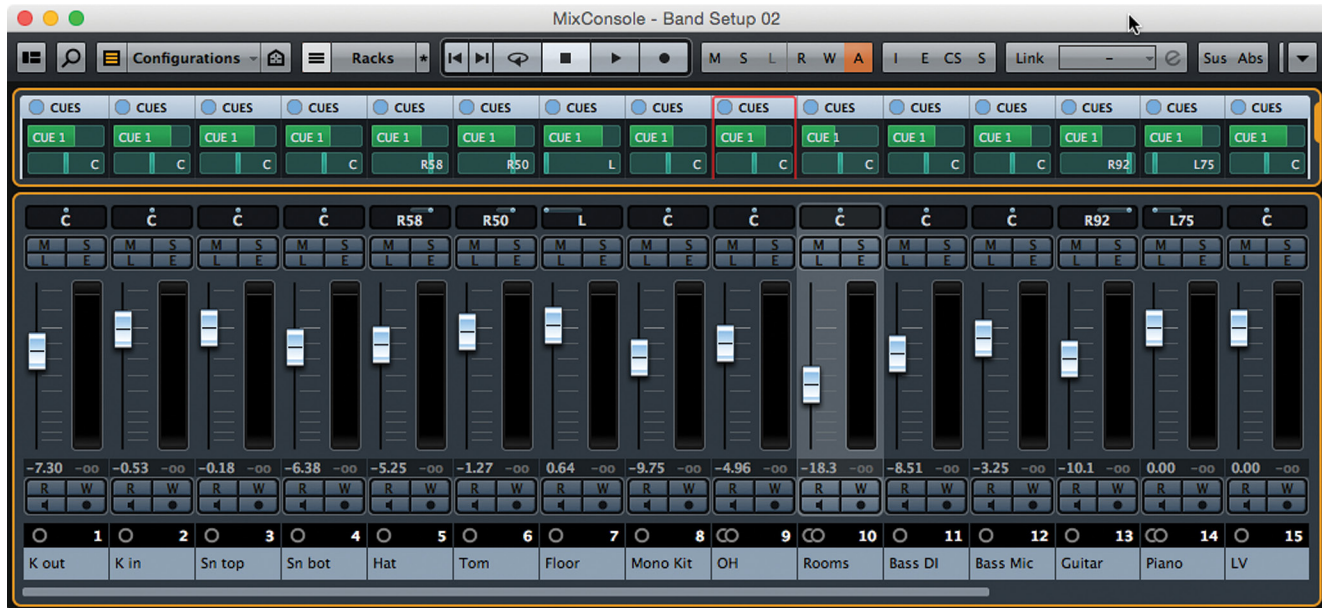 MixConsole - Band Setup 02
Configurations Racks * M S L R W A I E CS S Link - e Sus Abs
CUES CUES CUES CUES CUES CUES CUES CUES CUES CUES CUES CUES CUES CUES CUES
CUE 1 CUE 1 CUE 1 CUE 1 CUE 1 CUE 1 CUE 1 CUE 1 CUE 1 CUE 1 CUE 1 CUE 1 CUE 1 CUE 1 CUE 1
C C C C R58 R50 L C C C C C R92 L75 C
C C C C R58 R50 L C C C C C R92 L75 C
M S M S M S M S M S M S M S M S M S M S M S M S M S M S M S
L E L E L E L E L E L E L E L E L E L E L E L E L E L E L E
-7.30 -oo -0.53 -oo -0.18 -oo -6.38 -oo -5.25 -oo -1.27 -oo 0.64 -oo -9.75 -oo -4.96 -oo -18.3 -oo -8.51 -oo -3.25 -oo -10.1 -oo 0.00 -oo 0.00 -oo
R W R W R W R W R W R W R W R W R W R W R W R W R W R W R W
1 2 3 4 5 6 7 8 9 10 11 12 13 14 15
K out K in Sn top Sn bot Hat Tom Floor Mono Kit OH Rooms Bass DI Bass Mic Guitar Piano LV